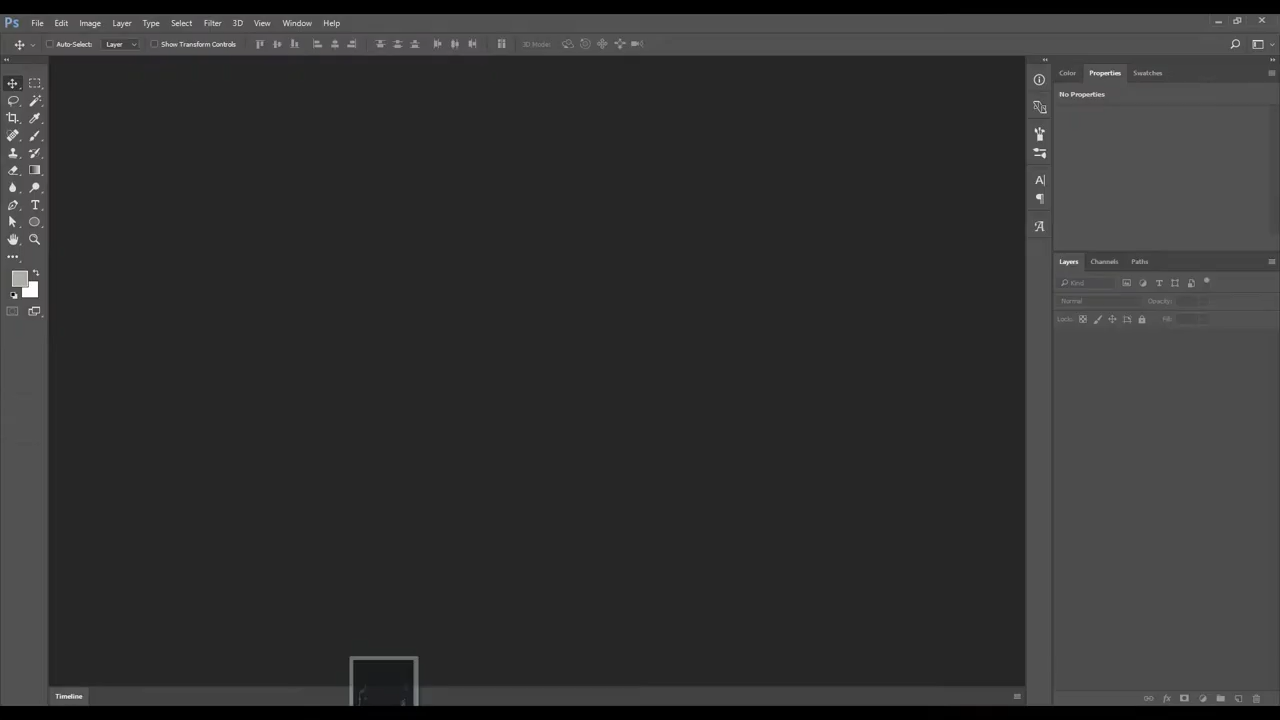 Ps File Edit Image Layer Type Select Filter 3D View Window Help
Auto-Select: Layer Show Transform Controls 3D Mode:
Color Properties Swatches
No Properties
Layers Channels Paths
Kind
Normal Opacity:
Lock: Fill:
Timeline